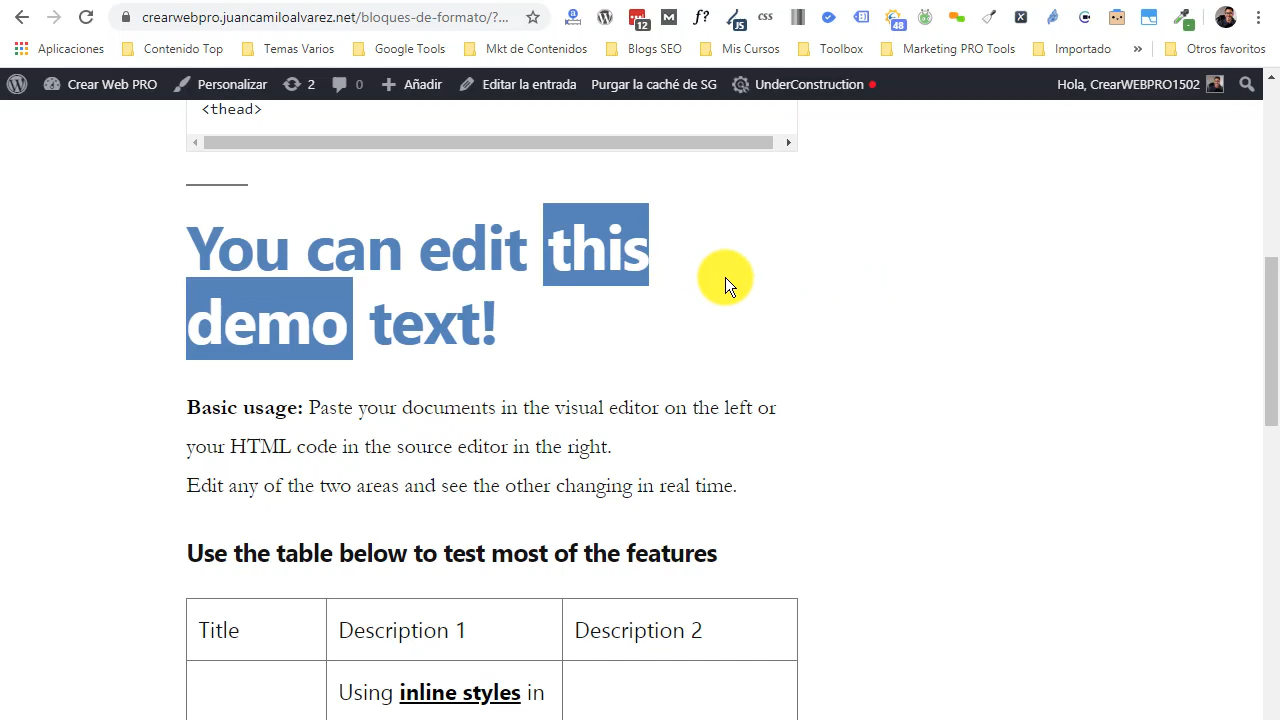 crearwebpro.juancamiloalvarez.net/bloques-de-formato/?...
12
f?
JS
css
48
Aplicaciones
Contenido Top
Temas Varios
Google Tools
Mkt de Contenidos
Blogs SEO
Mis Cursos
Toolbox
Marketing PRO Tools
Importado
»
Otros favoritos
Crear Web PRO
Personalizar
2
0
Añadir
Editar la entrada
Purgar la caché de SG
UnderConstruction
Hola, CrearWEBPRO1502
<thead>
You can edit this
demo text!
Basic usage: Paste your documents in the visual editor on the left or
your HTML code in the source editor in the right.
Edit any of the two areas and see the other changing in real time.
Use the table below to test most of the features
Title
Description 1
Description 2
Using inline styles in